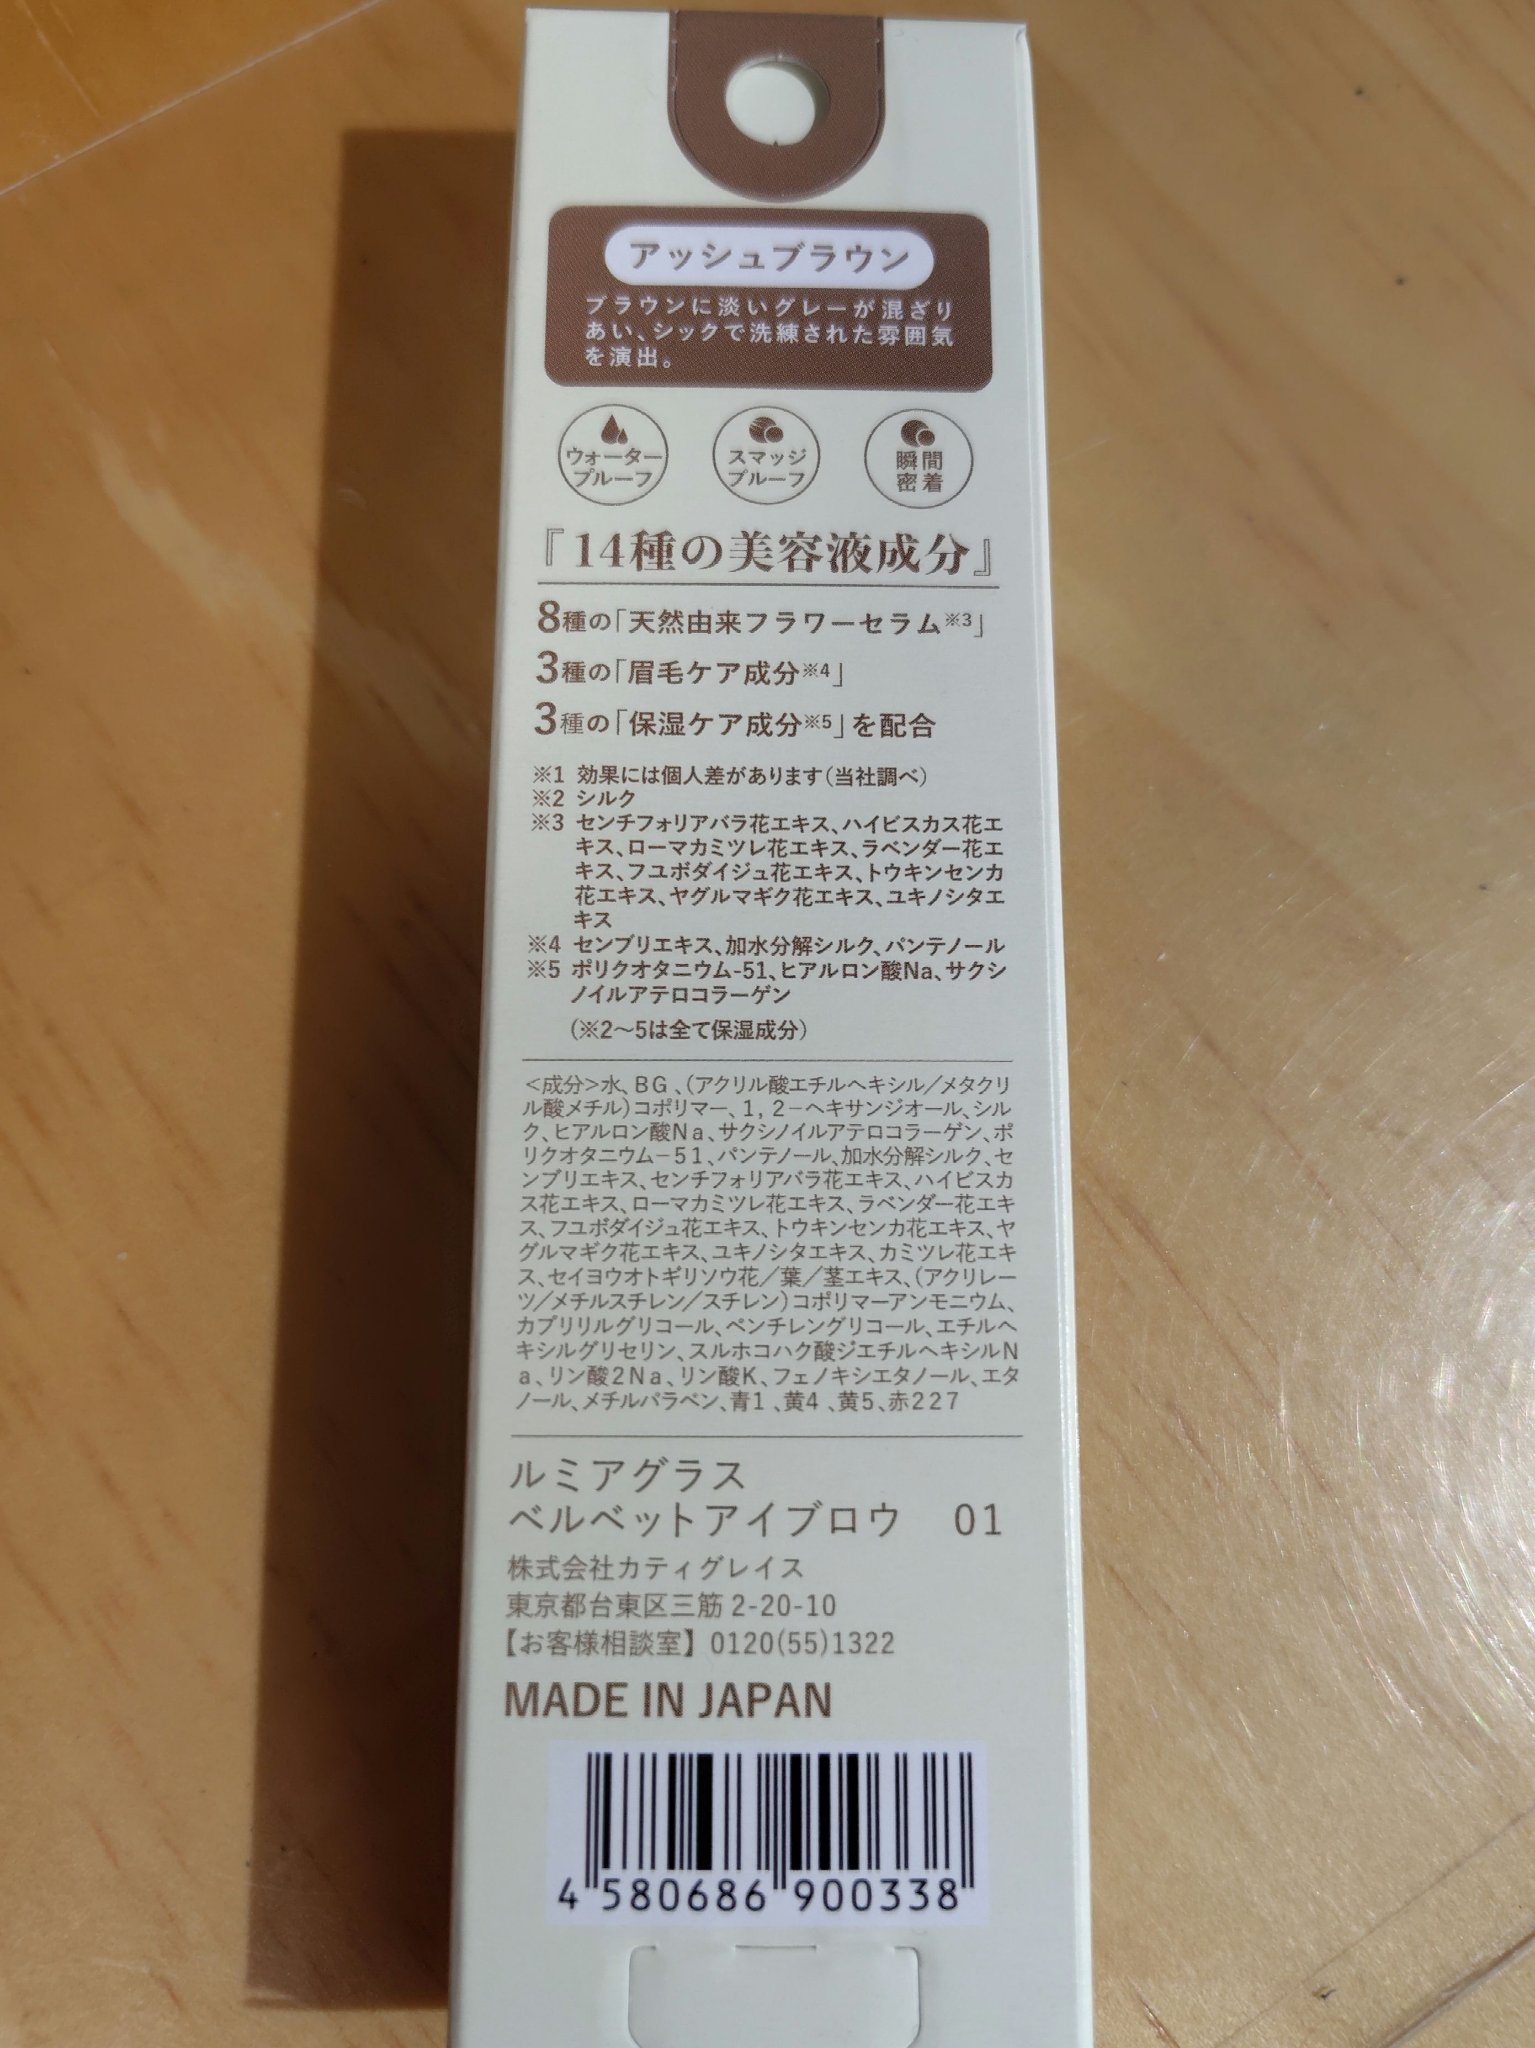 アッシュブラウン
ブラウンに淡いグレーが混ざり
あい、シックで洗練された雰囲気
を演出。
ウォーター
プルーフ
スマッジ
プルーフ
瞬間
密着
『14種の美容液成分』
8種の「天然由来フラワーセラム※3」
3種の「眉毛ケア成分※4」
3種の「保湿ケア成分※5」を配合
※1 効果には個人差があります(当社調べ)
※2 シルク
※3 センチフォリアバラ花エキス、ハイビスカス花エ
キス、ローマカミツレ花エキス、ラベンダー花エ
キス、フユボダイジュ花エキス、トウキンセンカ
花エキス、ヤグルマギク花エキス、ユキノシタエ
キス
※4 センブリエキス、加水分解シルク、パンテノール
※5 ポリクオタニウム-51、ヒアルロン酸Na、サクシ
ノイルアテロコラーゲン
(※2～5は全て保湿成分)
<成分>水、BG、(アクリル酸エチルヘキシル/メタクリ
ル酸メチル)コポリマー、1，2-ヘキサンジオール、シル
ク、ヒアルロン酸Na、サクシノイルアテロコラーゲン、ポ
リクオタニウム-51、パンテノール、加水分解シルク、セ
ンブリエキス、センチフォリアバラ花エキス、ハイビスカ
ス花エキス、ローマカミツレ花エキス、ラベンダー花エキ
ス、フユボダイジュ花エキス、トウキンセンカ花エキス、ヤ
グルマギク花エキス、ユキノシタエキス、カミツレ花エキ
ス、セイヨウオトギリソウ花/葉/茎エキス、(アクリレー
ツ/メチルスチレン/スチレン)コポリマーアンモニウム、
カプリリルグリコール、ペンチレングリコール、エチルヘ
キシルグリセリン、スルホコハク酸ジエチルヘキシルN
a、リン酸2Na、リン酸K、フェノキシエタノール、エタ
ノール、メチルパラベン、青1、黄4、黄5、赤227
ルミアグラス
ベルベットアイブロウ 01
株式会社カティグレイス
東京都台東区三筋 2-20-10
【お客様相談室】 0120(55)1322
MADE IN JAPAN
4 580686 900338